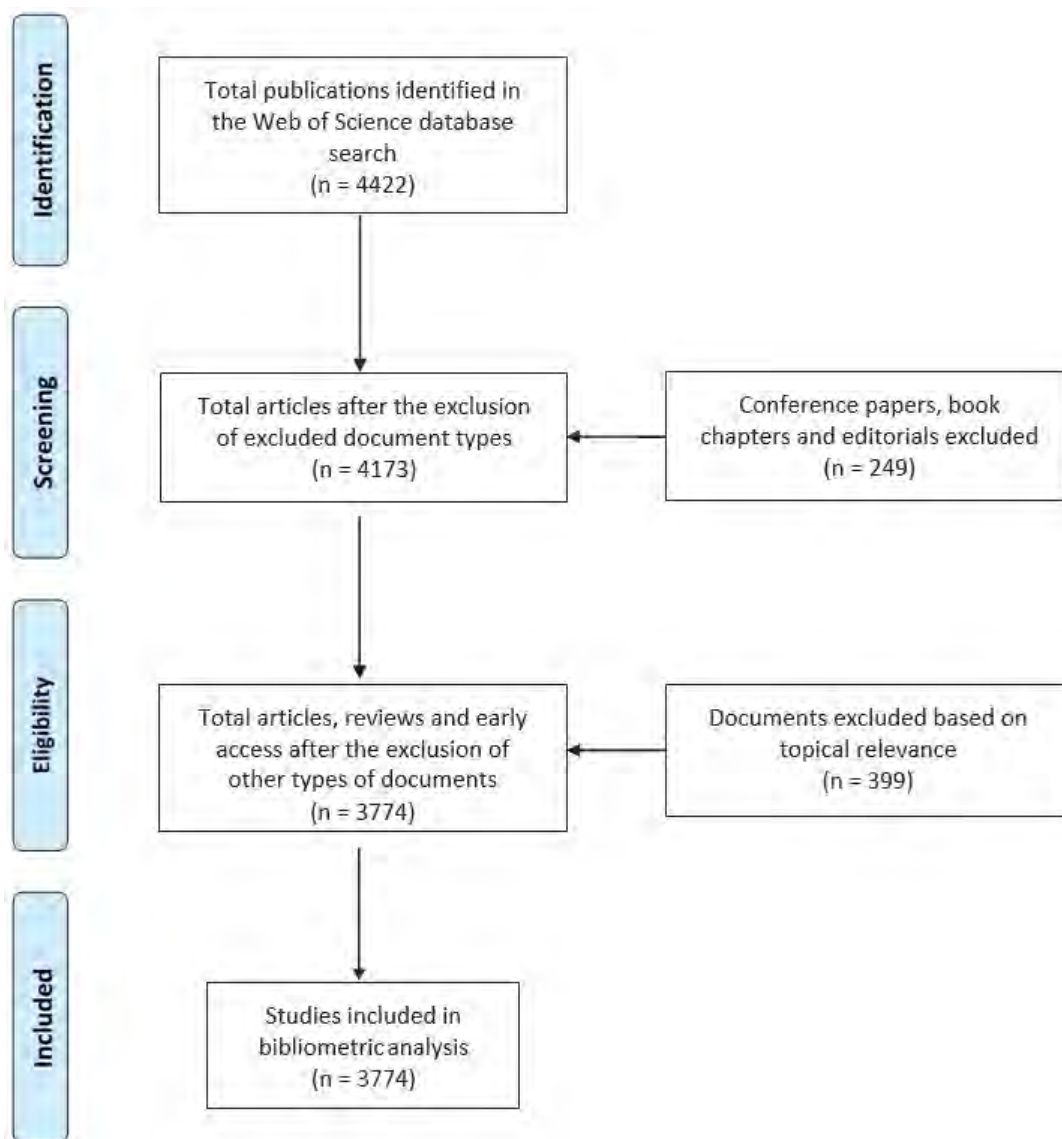 Identification
Total publications identified in
the Web of Science database
search
(n = 4422)
Screening
Total articles after the exclusion
of excluded document types
(n = 4173)
Conference papers, book
chapters and editorials excluded
(n = 249)
Eligibility
Total articles, reviews and early
access after the exclusion of
other types of documents
(n = 3774)
Documents excluded based on
topical relevance
(n = 399)
Included
Studies included in
bibliometric analysis
(n = 3774)